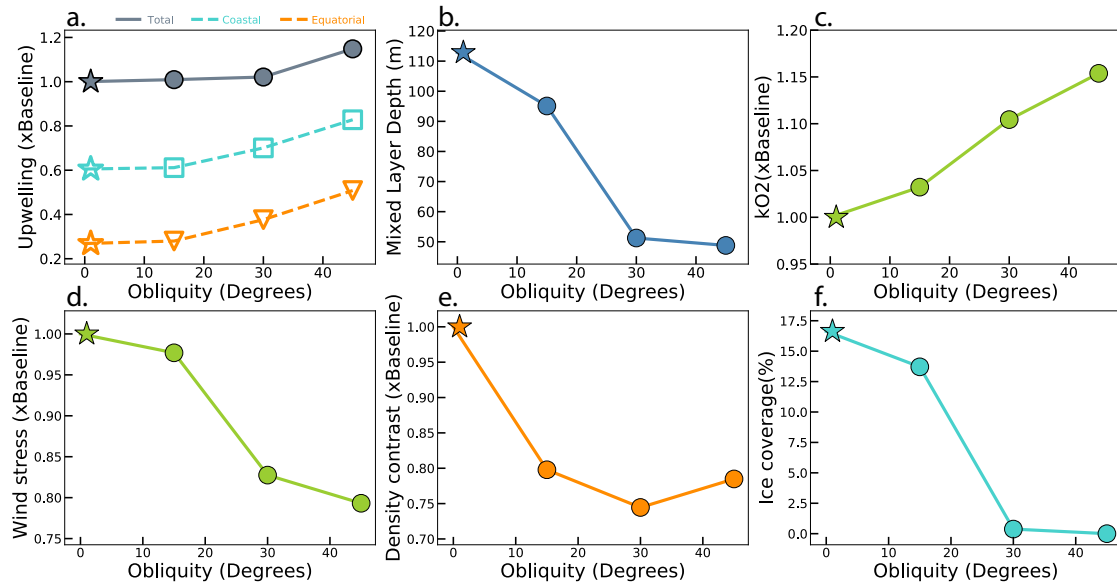 a.
Total Coastal Equatorial
Upwelling (xBaseline)
1.2
1.0
0.8
0.6
0.4
0.2
0 10 20 30 40
Obliquity (Degrees)
b.
Mixed Layer Depth (m)
120
110
100
90
80
70
60
50
0 10 20 30 40
Obliquity (Degrees)
c.
kO2(xBaseline)
1.20
1.15
1.10
1.05
1.00
0.95
0 10 20 30 40
Obliquity (Degrees)
d.
Wind stress (xBaseline)
1.00
0.95
0.90
0.85
0.80
0.75
0 10 20 30 40
Obliquity (Degrees)
e.
Density contrast (xBaseline)
1.00
0.95
0.90
0.85
0.80
0.75
0.70
0 10 20 30 40
Obliquity (Degrees)
f.
Ice coverage(%)
17.5
15.0
12.5
10.0
7.5
5.0
2.5
0.0
0 10 20 30 40
Obliquity (Degrees)